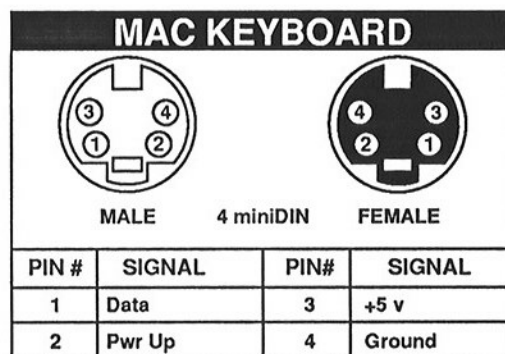 MAC KEYBOARD
3 4 4 3
1 2 2 1
MALE 4 miniDIN FEMALE
PIN # SIGNAL PIN# SIGNAL
1 Data 3 +5 v
2 Pwr Up 4 Ground